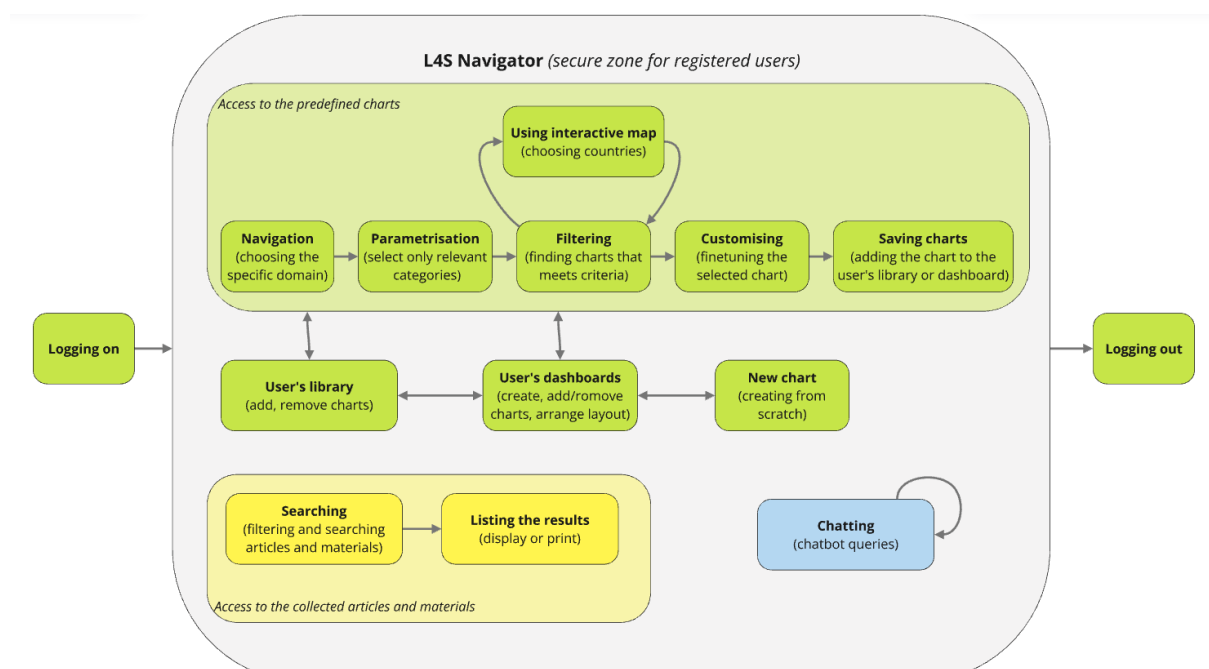 L4S Navigator (secure zone for registered users)
Access to the predefined charts
Using interactive map
(choosing countries)
Navigation
(choosing the
specific domain)
Parametrisation
(select only relevant
categories)
Filtering
(finding charts that
meets criteria)
Customising
(finetuning the
selected chart)
Saving charts
(adding the chart to the
user's library or dashboard)
Logging on
Logging out
User's library
(add, remove charts)
User's dashboards
(create, add/romove
charts, arrange layout)
New chart
(creating from
scratch)
Searching
(filtering and searching
articles and materials)
Listing the results
(display or print)
Chatting
(chatbot queries)
Access to the collected articles and materials